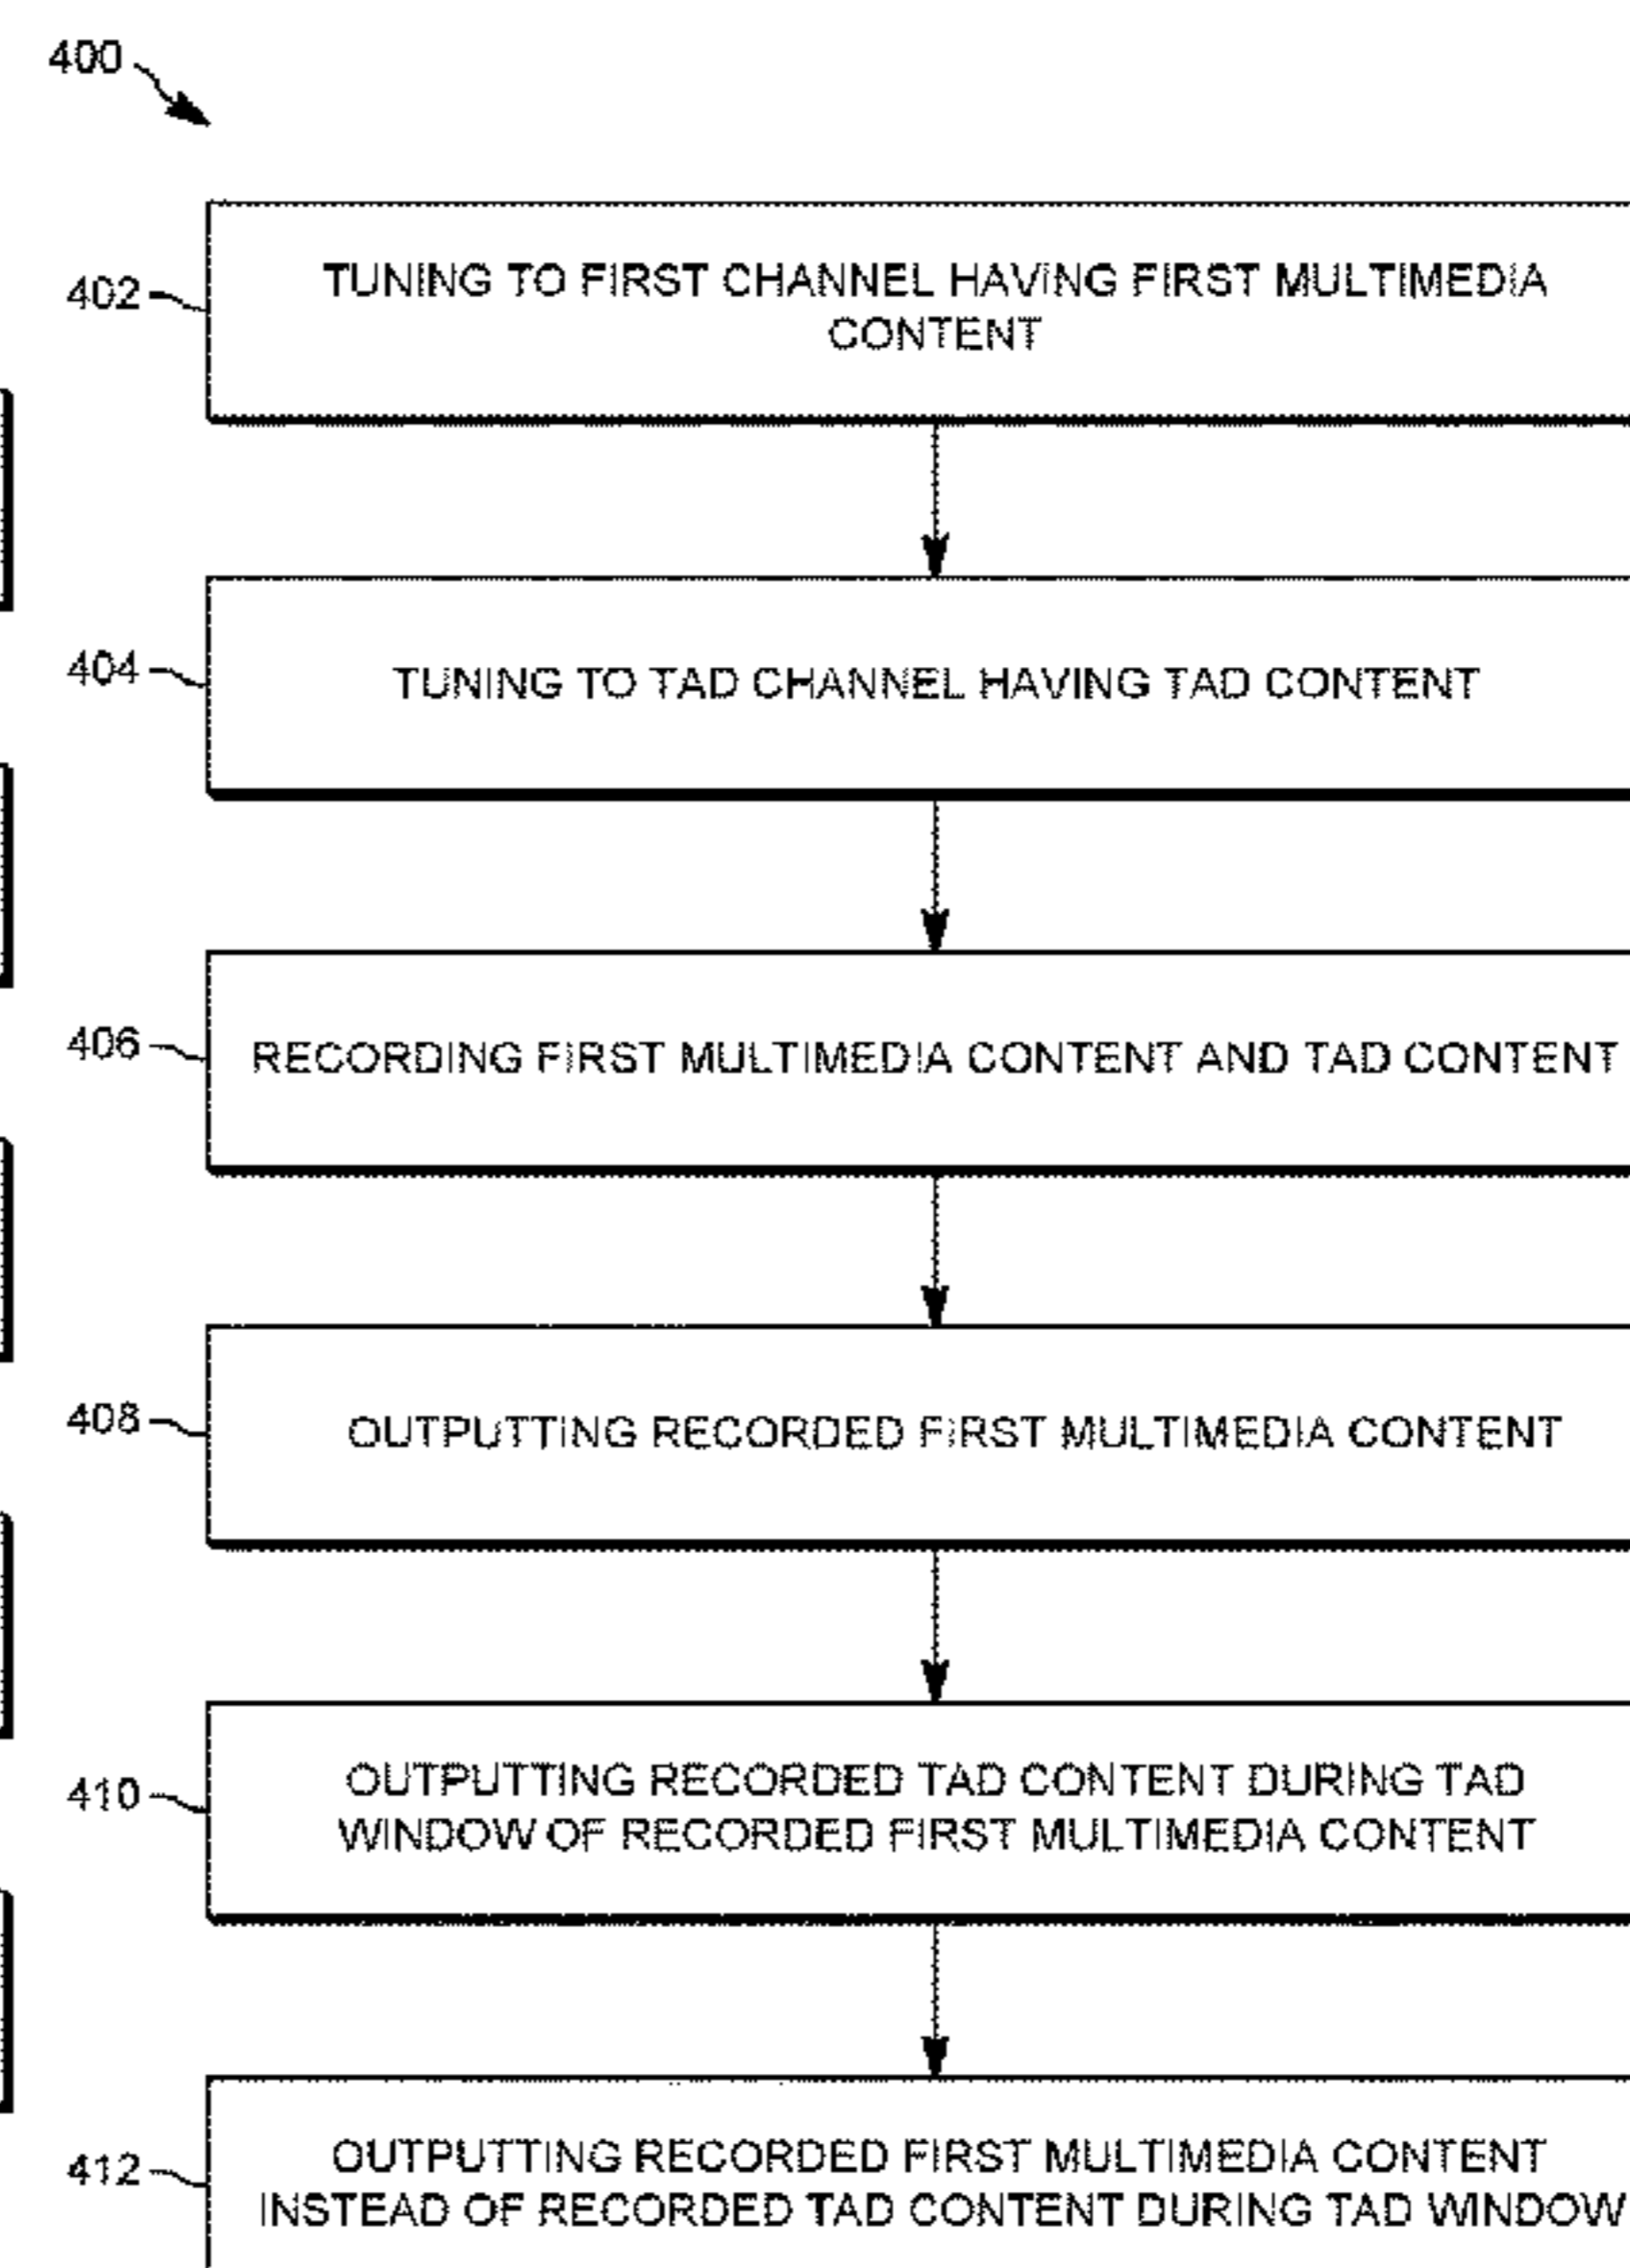 400
402
TUNING TO FIRST CHANNEL HAVING FIRST MULTIMEDIA
CONTENT
404
TUNING TO TAD CHANNEL HAVING TAD CONTENT
406
RECORDING FIRST MULTIMEDIA CONTENT AND TAD CONTENT
408
OUTPUTTING RECORDED FIRST MULTIMEDIA CONTENT
410
OUTPUTTING RECORDED TAD CONTENT DURING TAD
WINDOW OF RECORDED FIRST MULTIMEDIA CONTENT
412
OUTPUTTING RECORDED FIRST MULTIMEDIA CONTENT
INSTEAD OF RECORDED TAD CONTENT DURING TAD WINDOW